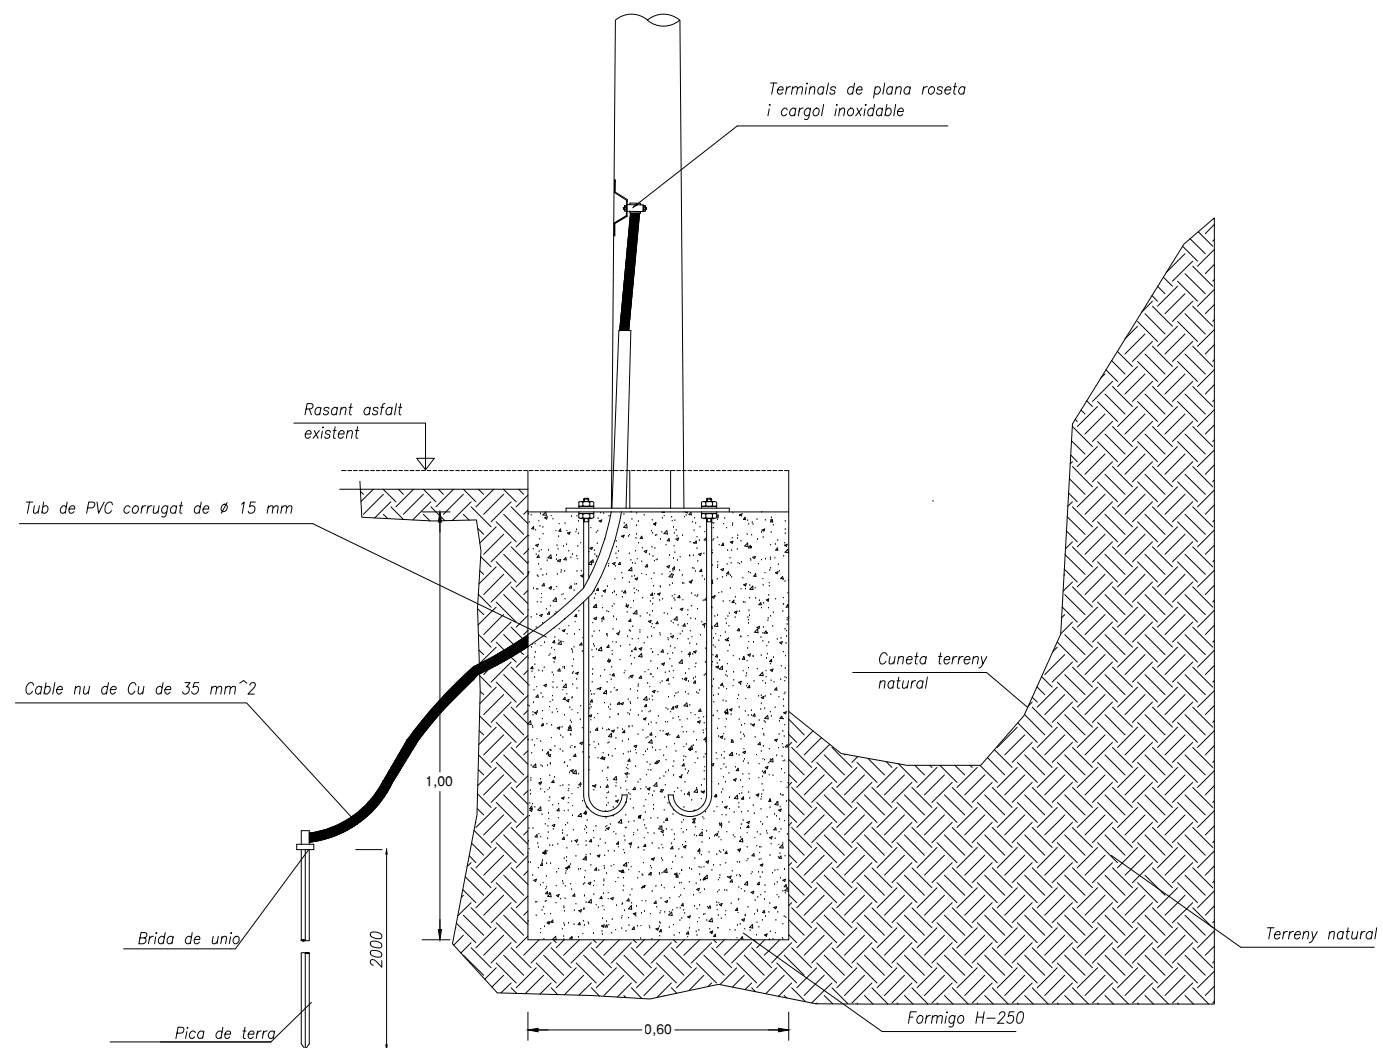 Terminals de plana roseta
i cargol inoxidable
Rasant asfalt
existent
Tub de PVC corrugat de ø 15 mm
Cuneta terreny
natural
Cable nu de Cu de 35 mm^2
1,00
Brida de unio
2000
Terreny natural
Pica de terra
Formigo H-250
0,60